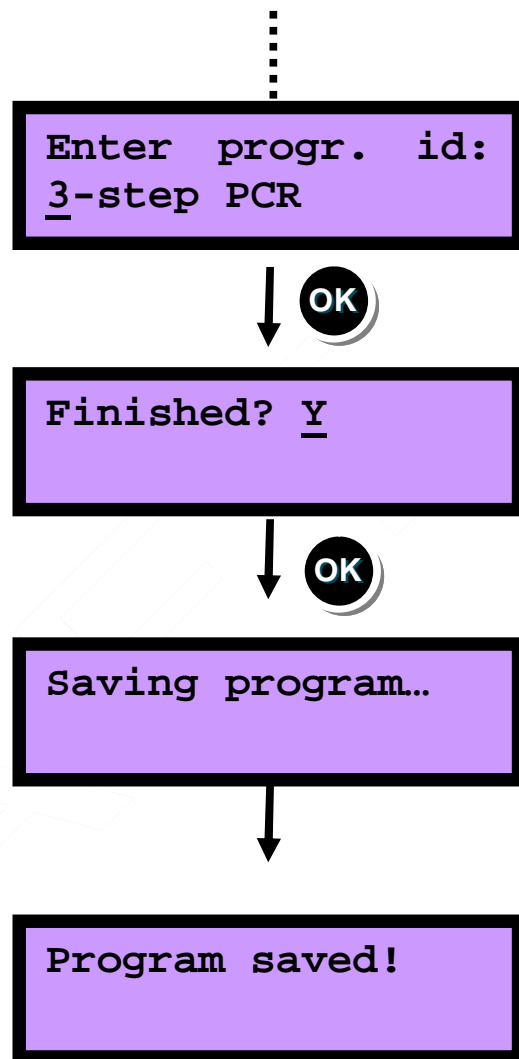 Enter progr. id:
3-step PCR
OK
Finished? Y
OK
Saving program…
Program saved!